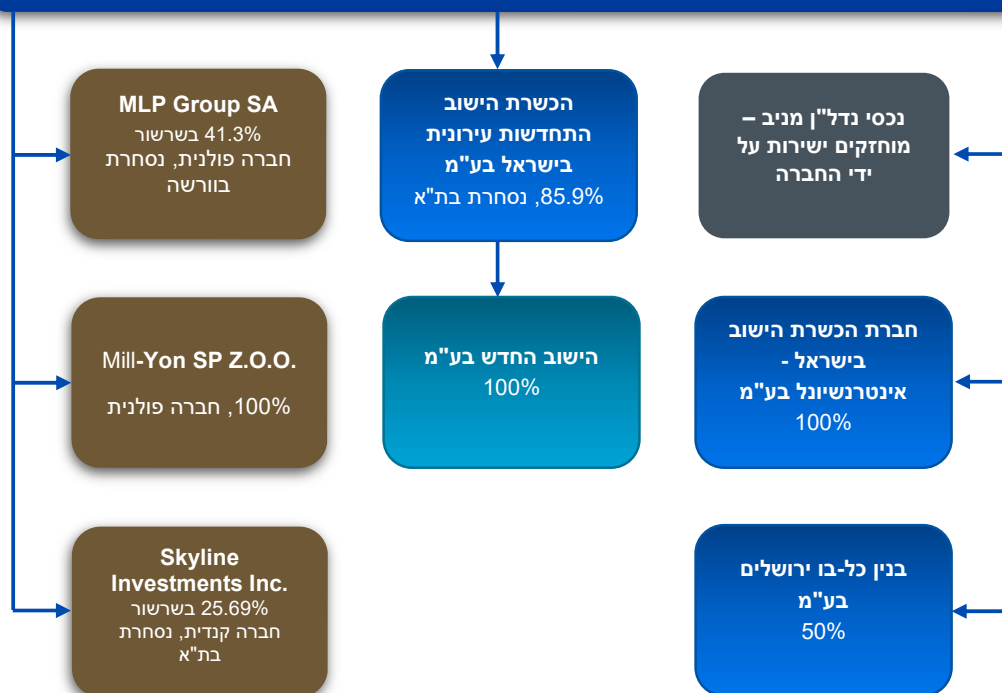 נכסי נדל"ן מניב –
מוחזקים ישירות על
ידי החברה
הכשרת הישוב
התחדשות עירונית
בישראל בע"מ
85.9%, נסחרת בת"א
MLP Group SA
41.3% בשרשור
חברה פולנית, נסחרת
בוורשה
חברת הכשרת הישוב
בישראל -
אינטרנשיונל בע"מ
100%
הישוב החדש בע"מ
100%
Mill-Yon SP Z.O.O.
100%, חברה פולנית
בנין כל-בו ירושלים
בע"מ
50%
Skyline
Investments Inc.
25.69% בשרשור
חברה קנדית, נסחרת
בת"א